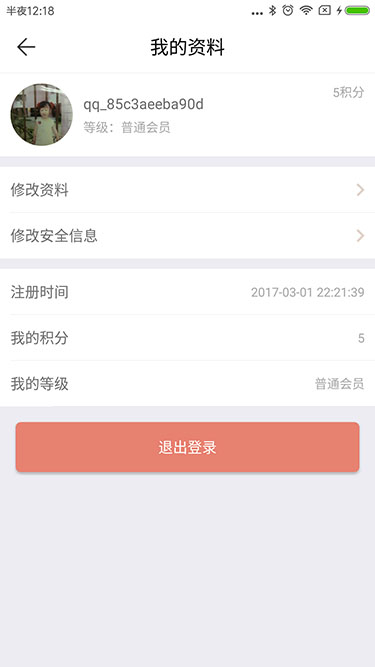 半夜12:18
我的资料
qq_85c3aeeba90d
5积分
等级：普通会员
修改资料
修改安全信息
注册时间 2017-03-01 22:21:39
我的积分 5
我的等级 普通会员
退出登录